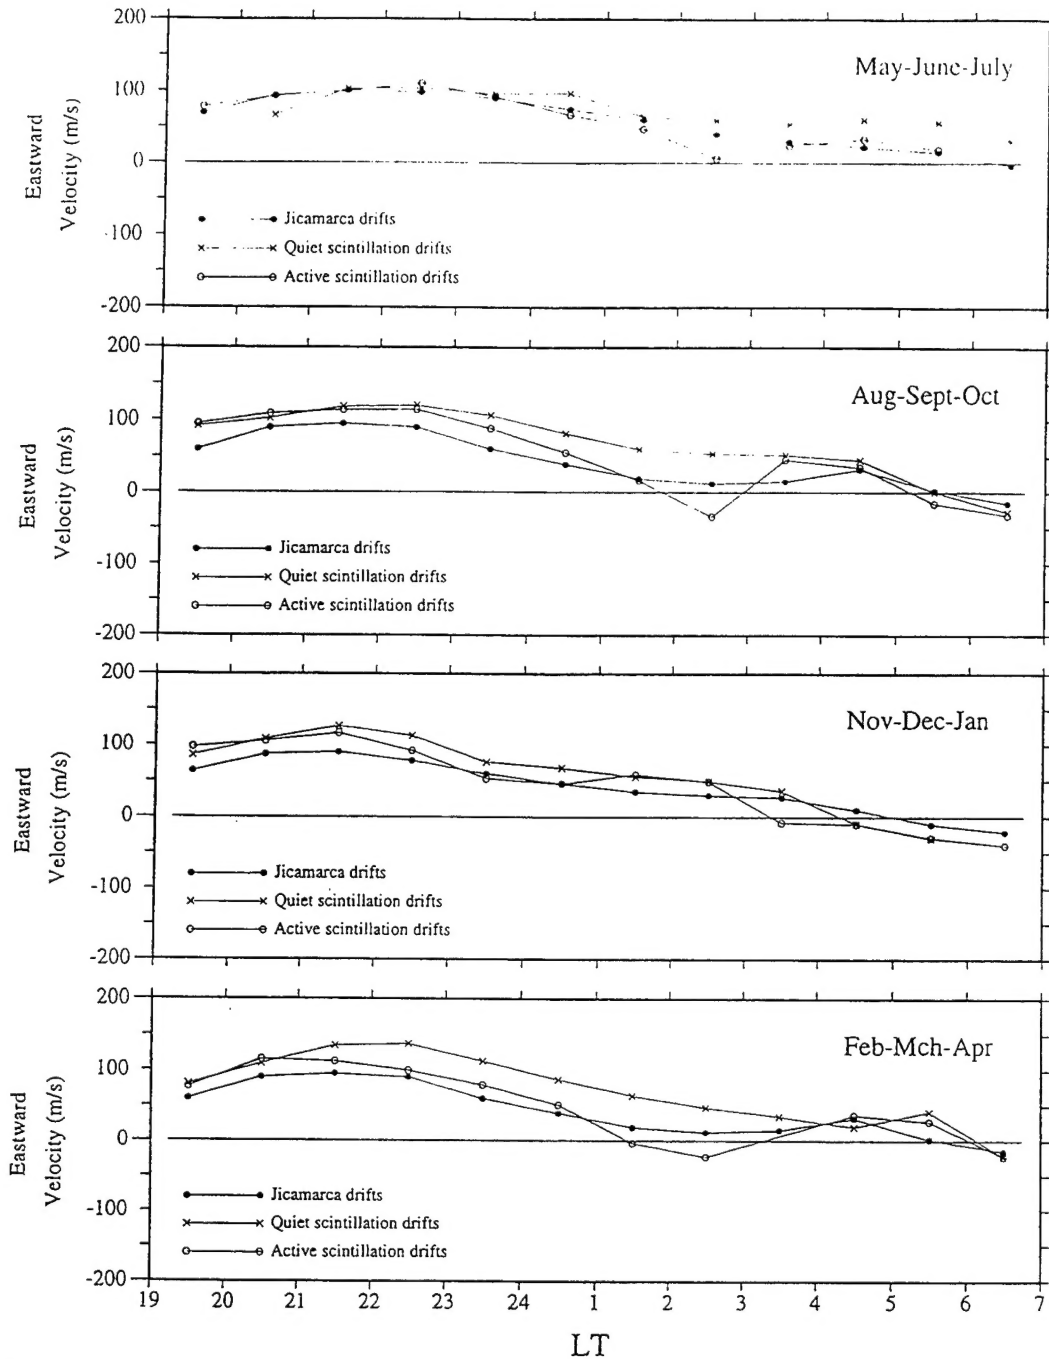 200
May-June-July
100
Eastward
Velocity (m/s)
0
Jicamarca drifts
-100
Quiet scintillation drifts
Active scintillation drifts
-200
200
Aug-Sept-Oct
100
Eastward
Velocity (m/s)
0
Jicamarca drifts
-100
Quiet scintillation drifts
Active scintillation drifts
-200
200
Nov-Dec-Jan
100
Eastward
Velocity (m/s)
0
Jicamarca drifts
-100
Quiet scintillation drifts
Active scintillation drifts
-200
200
Feb-Mch-Apr
100
Eastward
Velocity (m/s)
0
Jicamarca drifts
-100
Quiet scintillation drifts
Active scintillation drifts
-200
19 20 21 22 23 24 1 2 3 4 5 6 7
LT